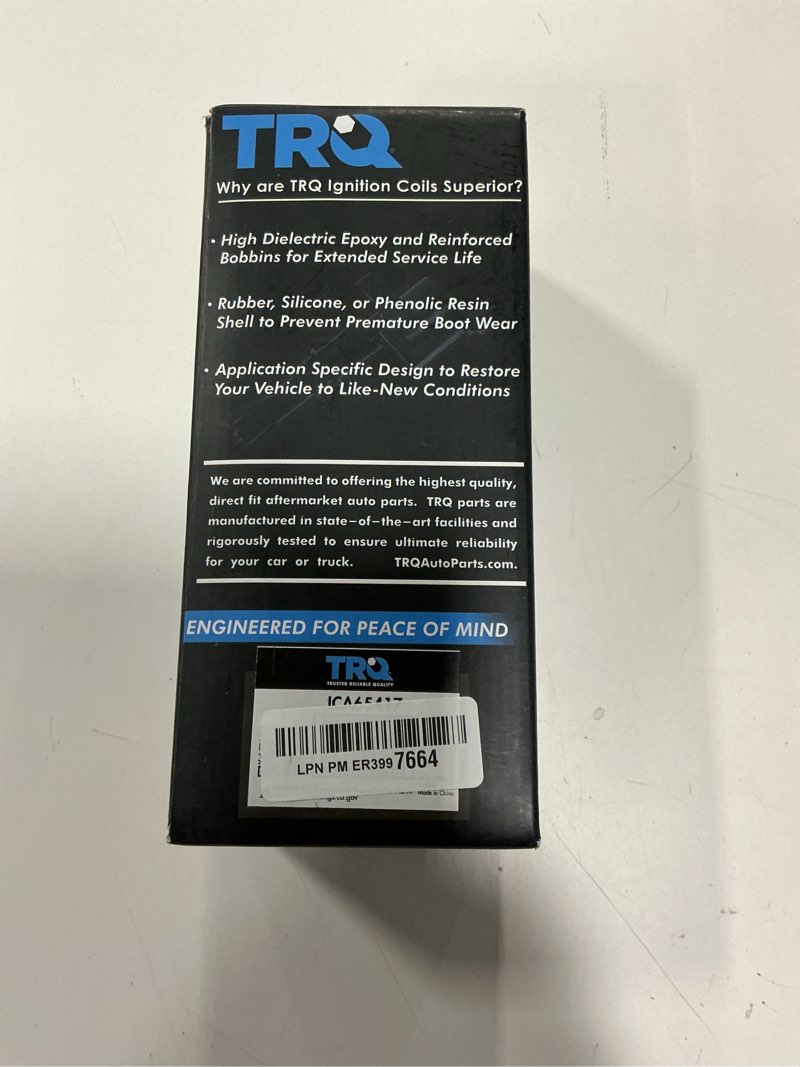 TRQ
Why are TRQ Ignition Coils Superior?
• High Dielectric Epoxy and Reinforced
Bobbins for Extended Service Life
• Rubber, Silicone, or Phenolic Resin
Shell to Prevent Premature Boot Wear
• Application Specific Design to Restore
Your Vehicle to Like-New Conditions
We are committed to offering the highest quality,
direct fit aftermarket auto parts. TRQ parts are
manufactured in state-of-the-art facilities and
rigorously tested to ensure ultimate reliability
for your car or truck. TRQAutoParts.com.
ENGINEERED FOR PEACE OF MIND
TRQ
TRUSTED RELIABLE QUALITY
LPN PM ER3997664
Made in China